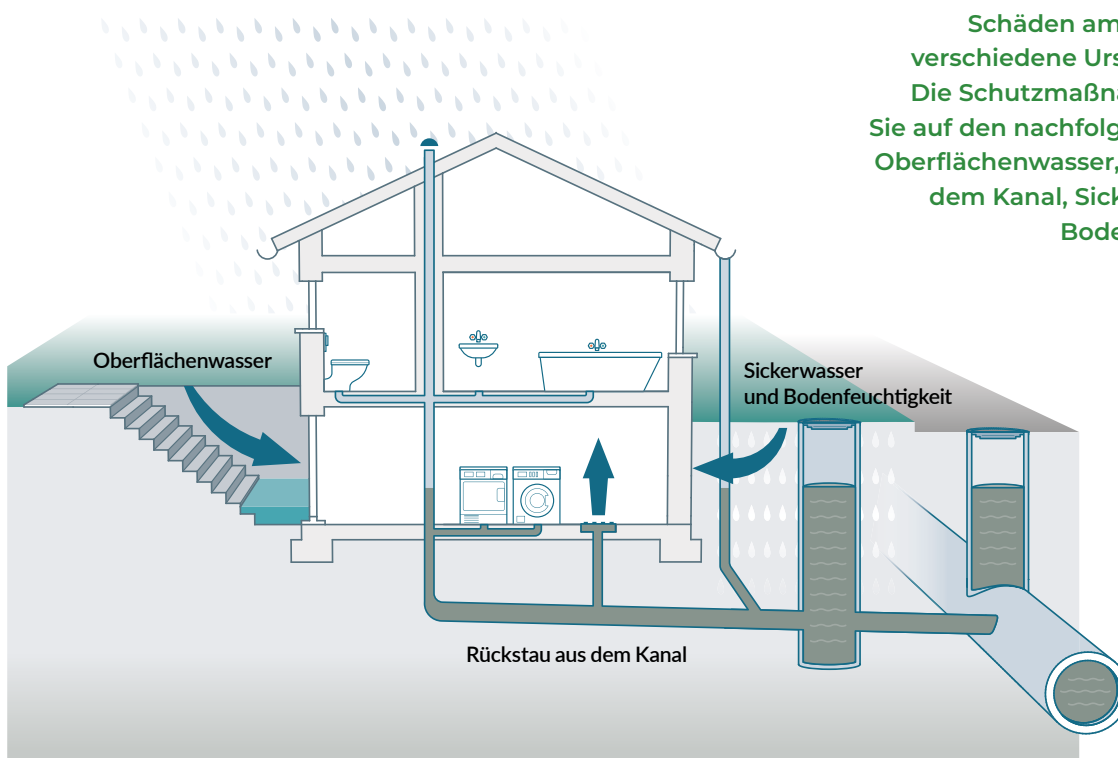 Schäden am
verschiedene Urs
Die Schutzmaßna
Sie auf den nachfolg
Oberflächenwasser,
dem Kanal, Sick
Bode
Oberflächenwasser
Sickerwasser
und Bodenfeuchtigkeit
Rückstau aus dem Kanal